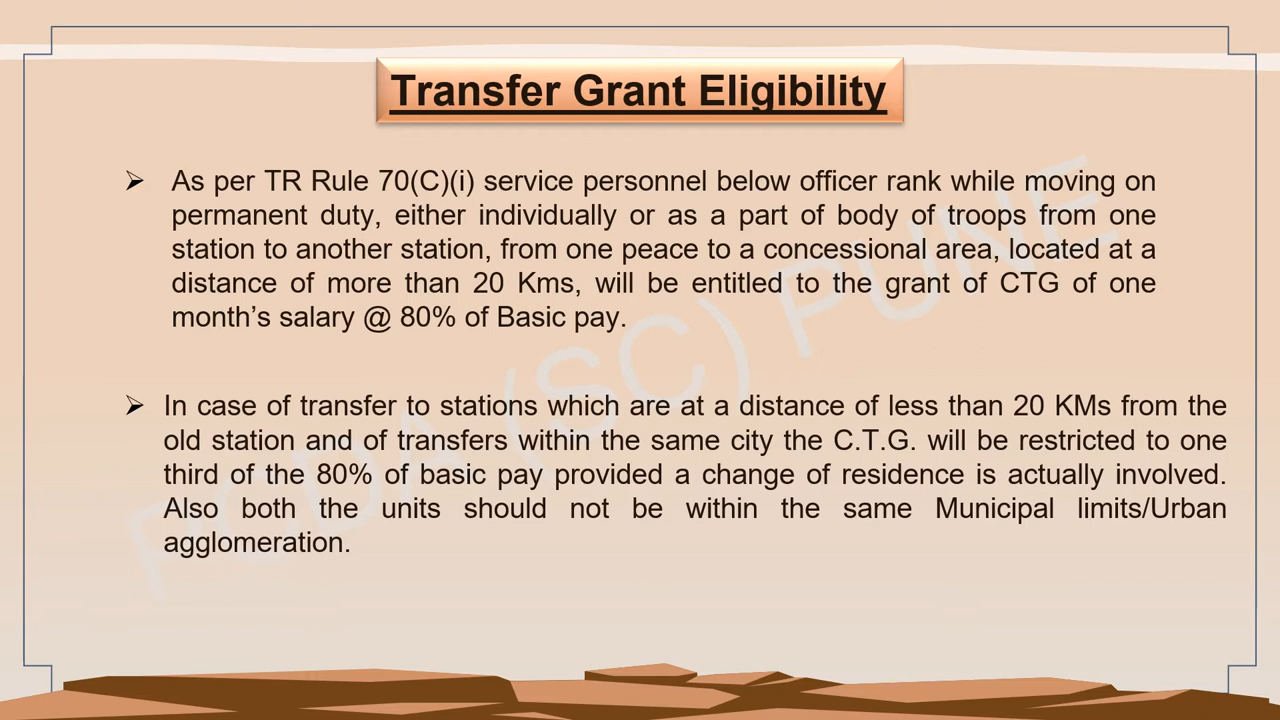 Transfer Grant Eligibility
➢ As per TR Rule 70(C)(i) service personnel below officer rank while moving on
permanent duty, either individually or as a part of body of troops from one
station to another station, from one peace to a concessional area, located at a
distance of more than 20 Kms, will be entitled to the grant of CTG of one
month’s salary @ 80% of Basic pay.
➢ In case of transfer to stations which are at a distance of less than 20 KMs from the
old station and of transfers within the same city the C.T.G. will be restricted to one
third of the 80% of basic pay provided a change of residence is actually involved.
Also both the units should not be within the same Municipal limits/Urban
agglomeration.
PCDA (SC) PUNE